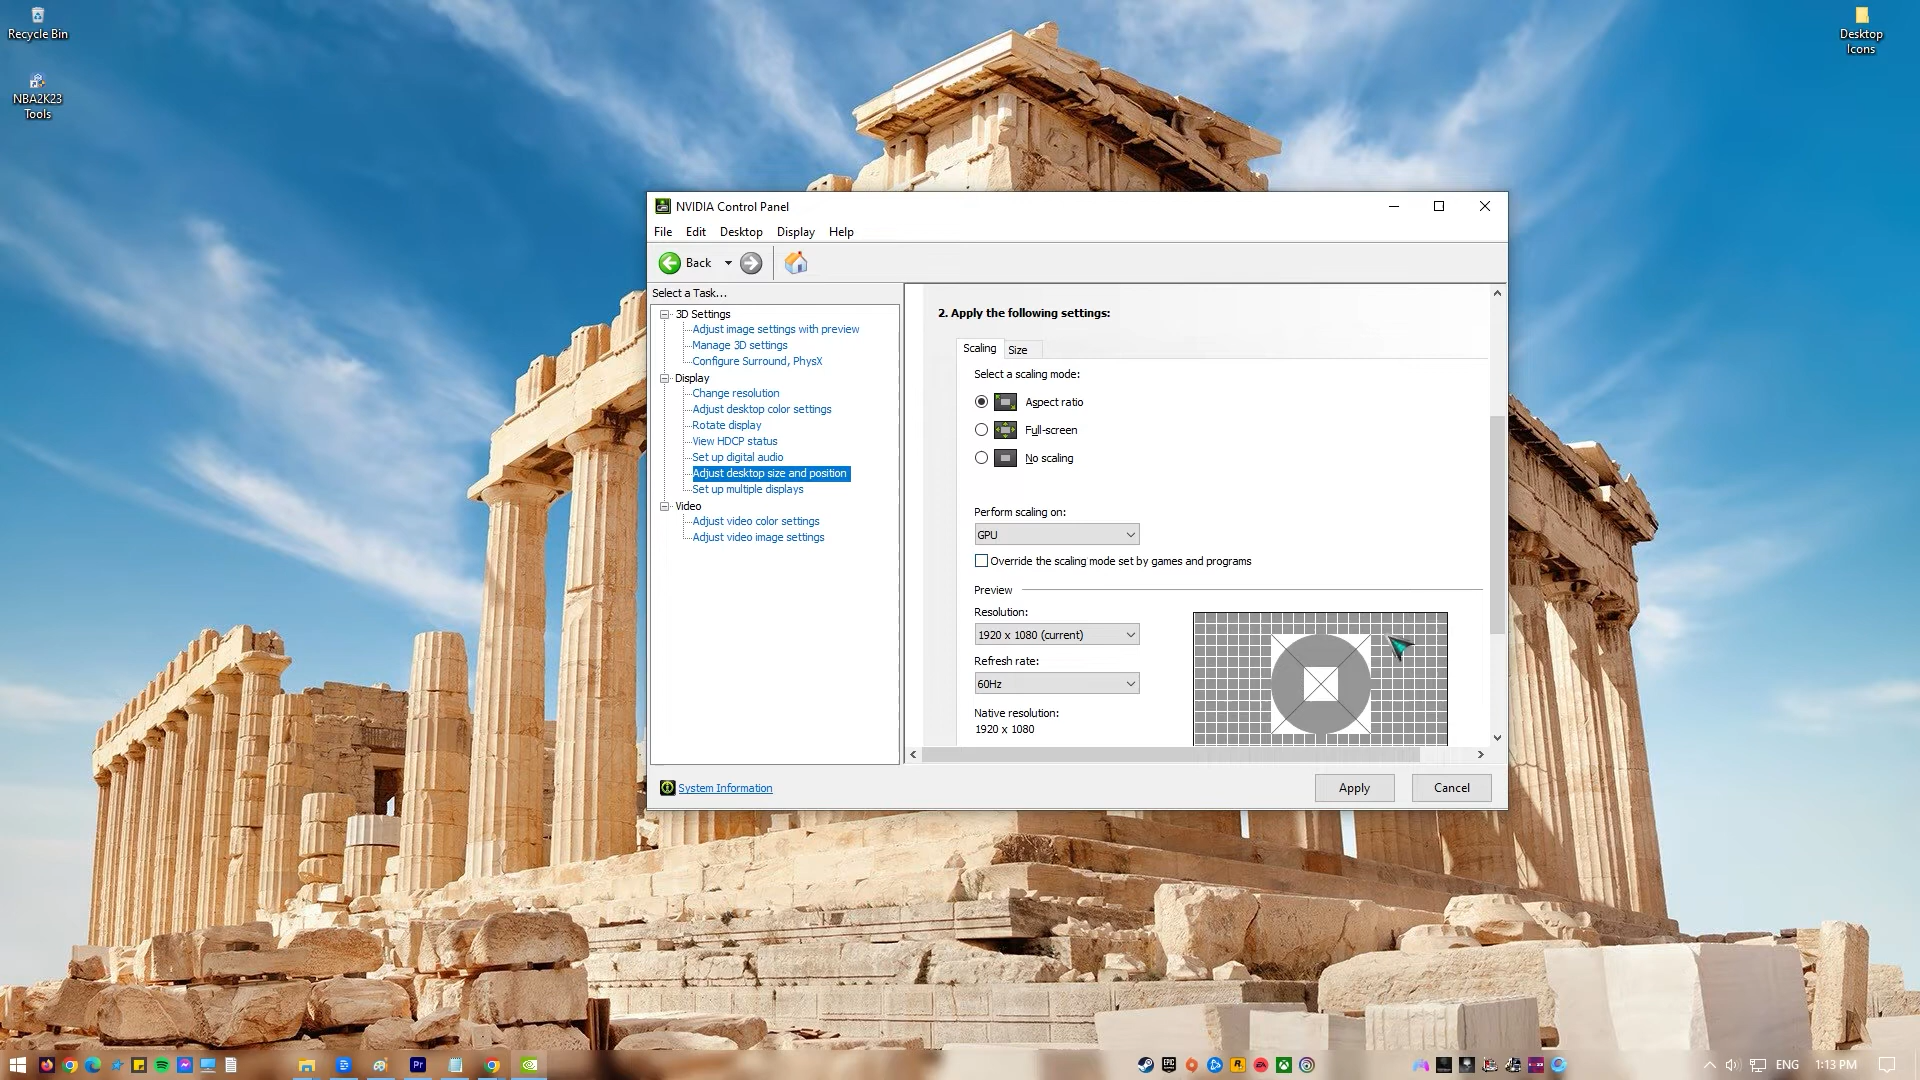 Recycle Bin
NBA2K23
Tools
Desktop
Icons
NVIDIA Control Panel
File Edit Desktop Display Help
Back
Select a Task...
3D Settings
Adjust image settings with preview
Manage 3D settings
Configure Surround, PhysX
Display
Change resolution
Adjust desktop color settings
Rotate display
View HDCP status
Set up digital audio
Adjust desktop size and position
Set up multiple displays
Video
Adjust video color settings
Adjust video image settings
System Information
2. Apply the following settings:
Scaling Size
Select a scaling mode:
Aspect ratio
Full-screen
No scaling
Perform scaling on:
GPU
Override the scaling mode set by games and programs
Preview
Resolution:
1920 x 1080 (current)
Refresh rate:
60Hz
Native resolution:
1920 x 1080
Apply Cancel
Pr
EPIC
ENG 1:13 PM